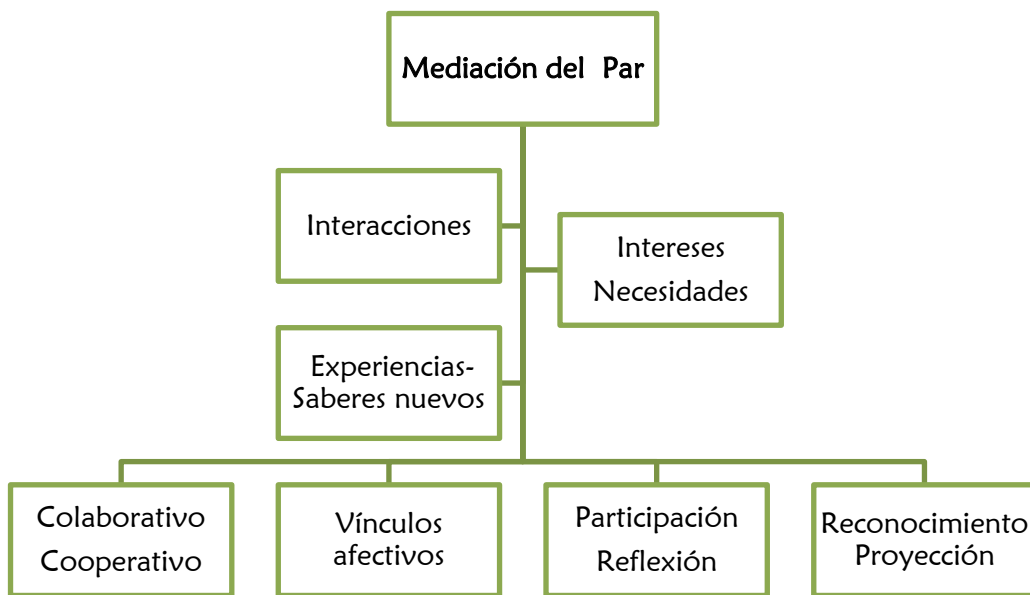 Mediación del Par
Interacciones
Intereses
Necesidades
Experiencias-
Saberes nuevos
Colaborativo
Cooperativo
Vínculos
afectivos
Participación
Reflexión
Reconocimiento
Proyección